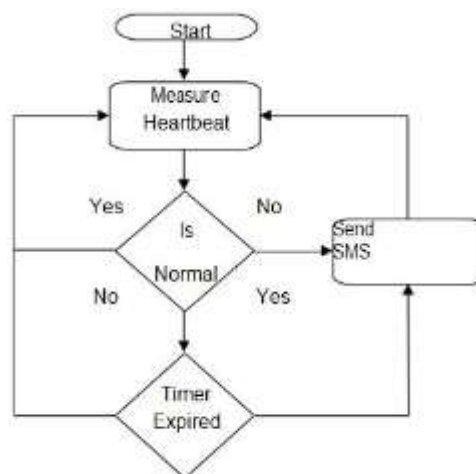 Start
Measure
Heartbeat
Yes
No
Is
Normal
Send
SMS
No
Yes
Timer
Expired